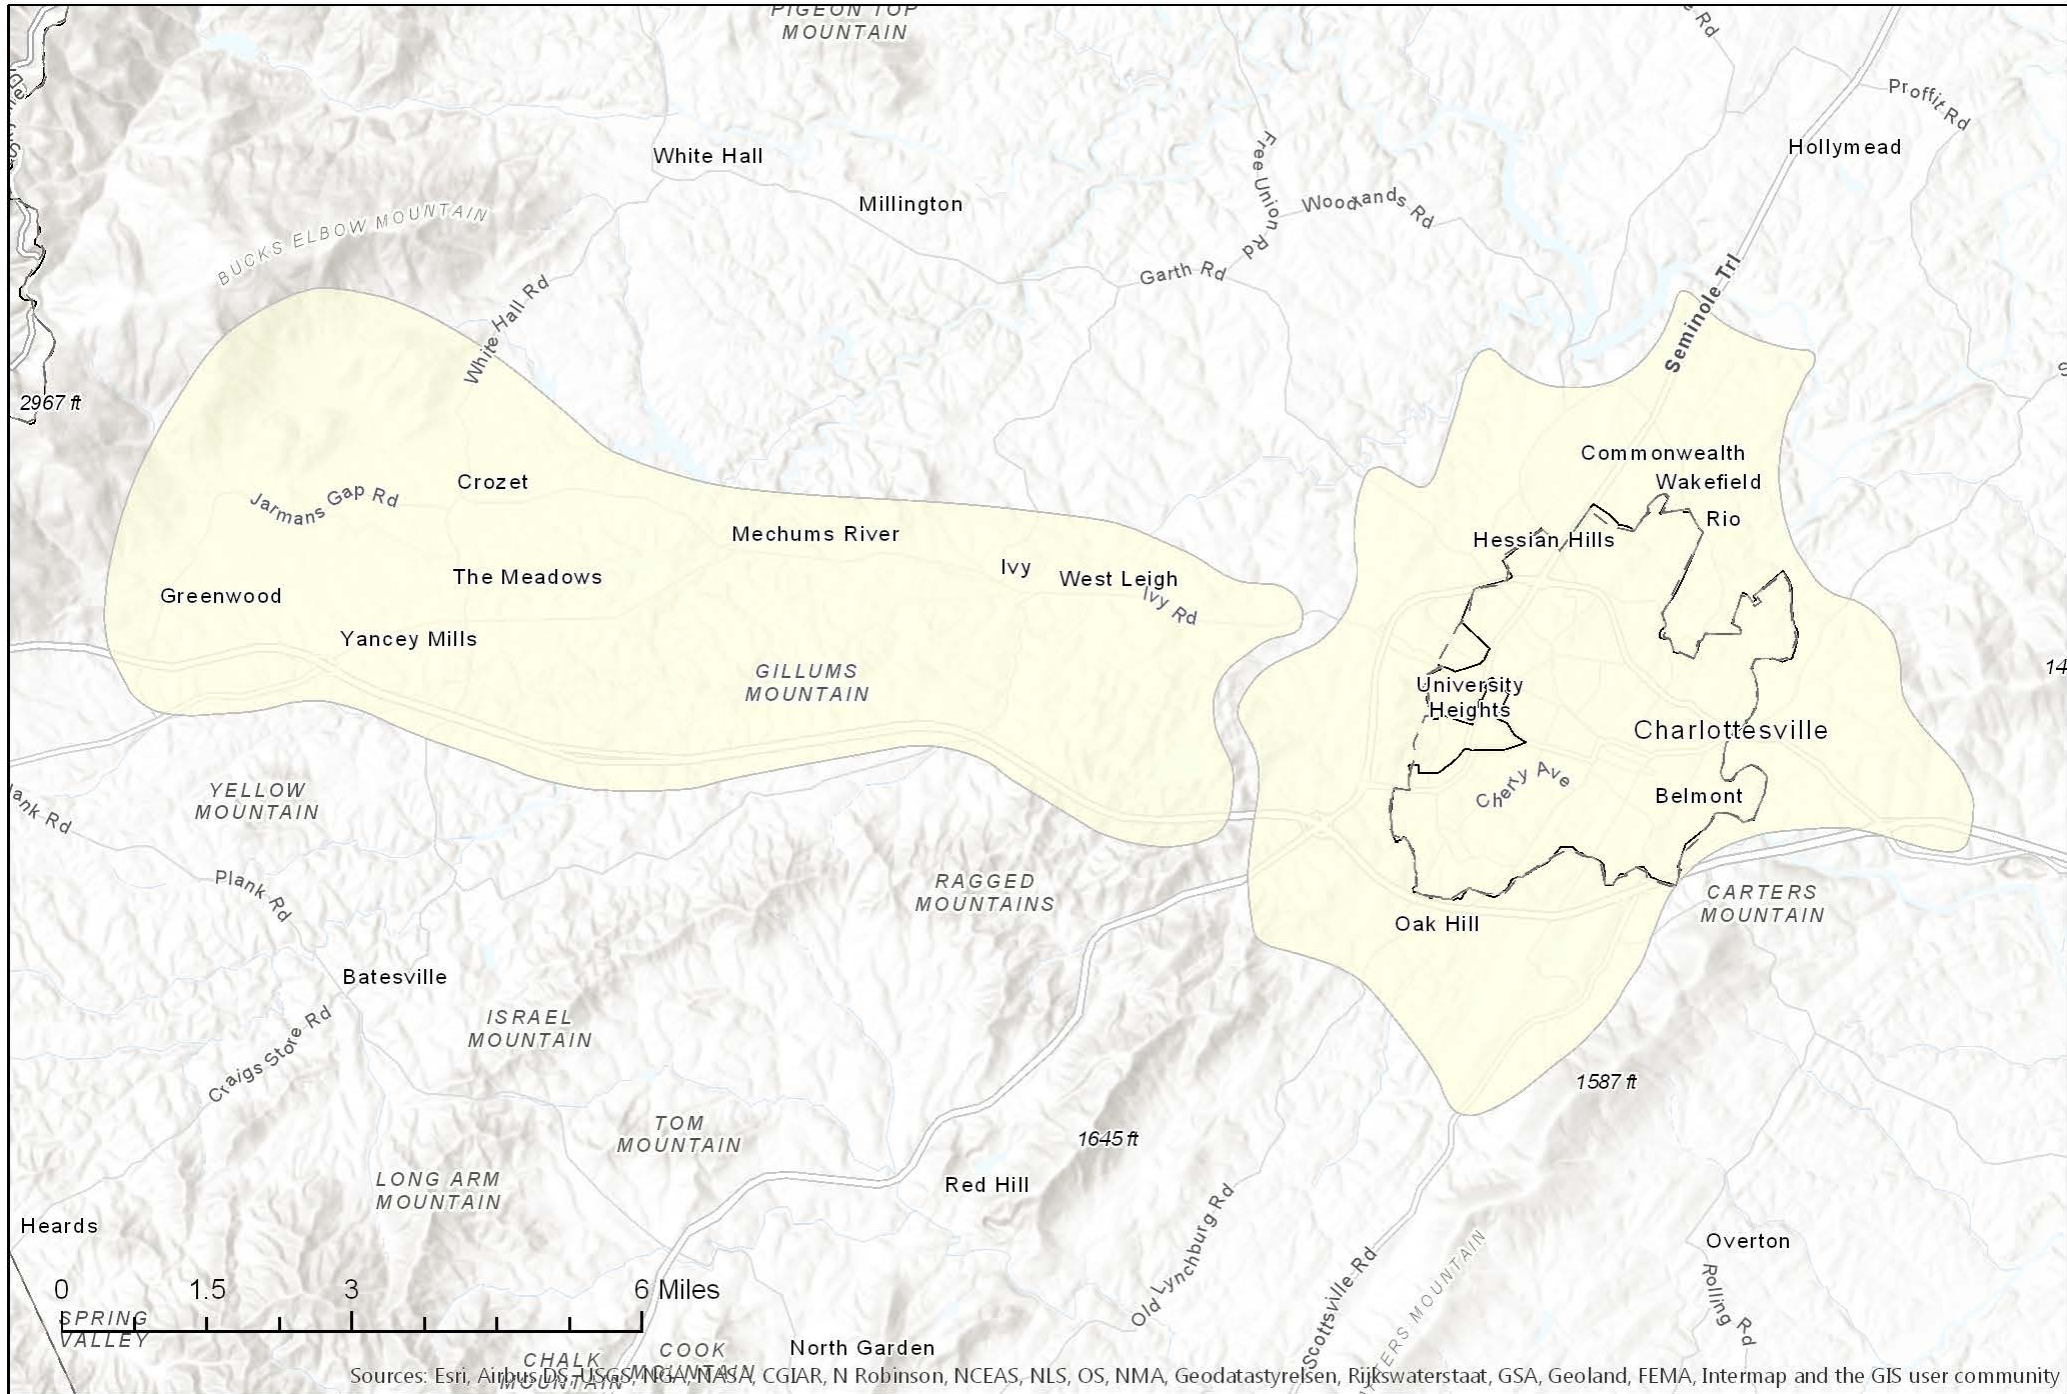 PIGEON TOP
MOUNTAIN
Proffit Rd
Hollymead
White Hall
Millington
Free Union Rd
Woodlands Rd
BUCKS ELBOW MOUNTAIN
Garth Rd
White Hall Rd
Seminole Trl
2967 ft
Commonwealth
Crozet
Wakefield
Jarmans Gap Rd
Rio
Mechums River
Hessian Hills
Ivy
West Leigh
The Meadows
Ivy Rd
Greenwood
Yancey Mills
GILLUMS
MOUNTAIN
14
University
Heights
Charlottesville
Cherry Ave
Belmont
YELLOW
MOUNTAIN
lank Rd
Plank Rd
RAGGED
MOUNTAINS
CARTERS
MOUNTAIN
Oak Hill
Batesville
ISRAEL
MOUNTAIN
Craigs Store Rd
1587 ft
TOM
MOUNTAIN
1645 ft
LONG ARM
MOUNTAIN
Red Hill
Old Lynchburg Rd
Heards
Scottsville Rd
TERS MOUNTAIN
Overton
Rolling Rd
0 1.5 3 6 Miles
SPRING
VALLEY
COOK
MOUNTAIN
North Garden
CHALK
MOUNTAIN
Sources: Esri, Airbus DS, USGS, NGA, NASA, CGIAR, N Robinson, NCEAS, NLS, OS, NMA, Geodatastyrelsen, Rijkswaterstaat, GSA, Geoland, FEMA, Intermap and the GIS user community